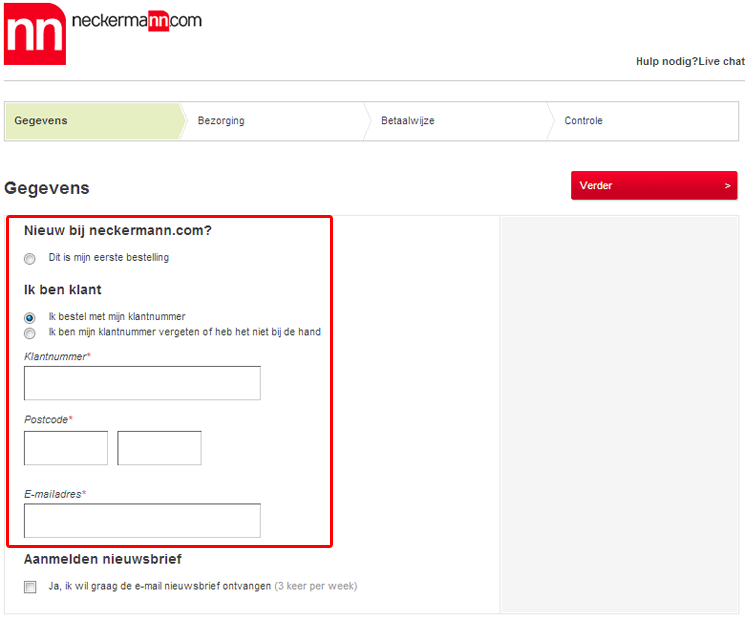 nn neckermann.com
Hulp nodig?Live chat
Gegevens Bezorging Betaalwijze Controle
Gegevens
Verder >
Nieuw bij neckermann.com?
Dit is mijn eerste bestelling
Ik ben klant
Ik bestel met mijn klantnummer
Ik ben mijn klantnummer vergeten of heb het niet bij de hand
Klantnummer*
Postcode*
E-mailadres*
Aanmelden nieuwsbrief
Ja, ik wil graag de e-mail nieuwsbrief ontvangen (3 keer per week)